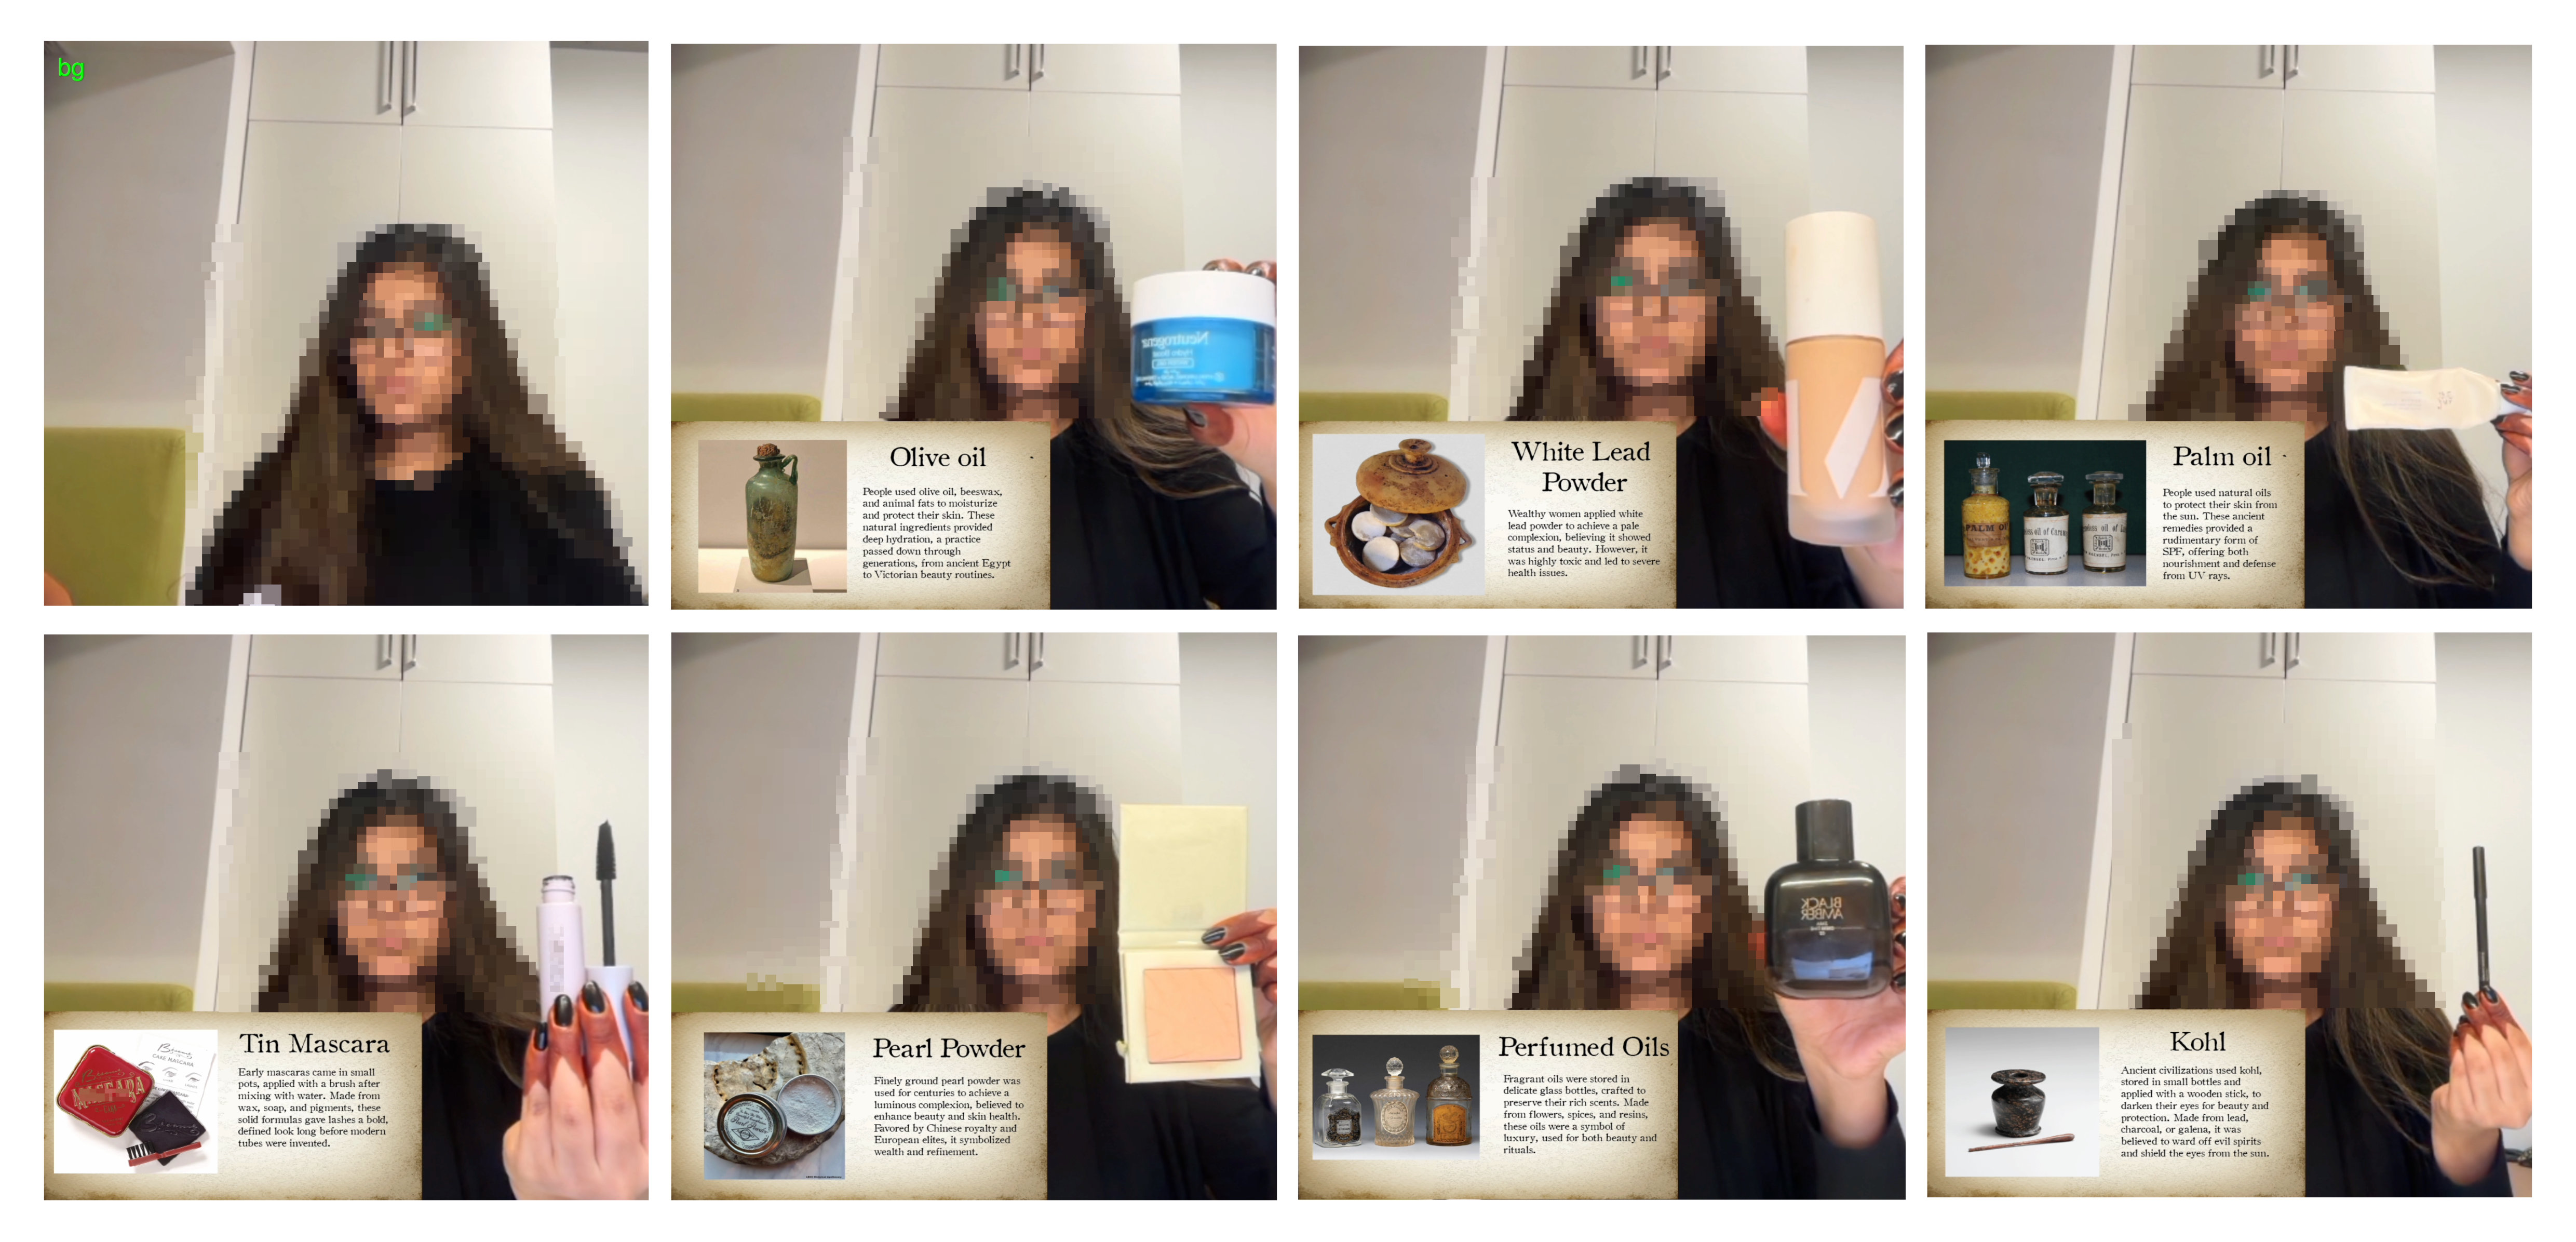 bg
Neutrogena
Hydro Boost
Olive oil
People used olive oil, beeswax,
and animal fats to moisturize
and protect their skin. These
natural ingredients provided
deep hydration, a practice
passed down through
generations, from ancient Egypt
to Victorian beauty routines.
White Lead
Powder
Wealthy women applied white
lead powder to achieve a pale
complexion, believing it showed
status and beauty. However, it
was highly toxic and led to severe
health issues.
PALM OI
Palm oil
People used natural oils
to protect their skin from
the sun. These ancient
remedies provided a
rudimentary form of
SPF, offering both
nourishment and defense
from UV rays.
CAKE MASCARA
MASCARA
Tin Mascara
Early mascaras came in small
pots, applied with a brush after
mixing with water. Made from
wax, soap, and pigments, these
solid formulas gave lashes a bold,
defined look long before modern
tubes were invented.
Pearl Powder
Finely ground pearl powder was
used for centuries to achieve a
luminous complexion, believed to
enhance beauty and skin health.
Favored by Chinese royalty and
European elites, it symbolized
wealth and refinement.
BLACK
AMBER
Perfumed Oils
Fragrant oils were stored in
delicate glass bottles, crafted to
preserve their rich scents. Made
from flowers, spices, and resins,
these oils were a symbol of
luxury, used for both beauty and
rituals.
Kohl
Ancient civilizations used kohl,
stored in small bottles and
applied with a wooden stick, to
darken their eyes for beauty and
protection. Made from lead,
charcoal, or galena, it was
believed to ward off evil spirits
and shield the eyes from the sun.